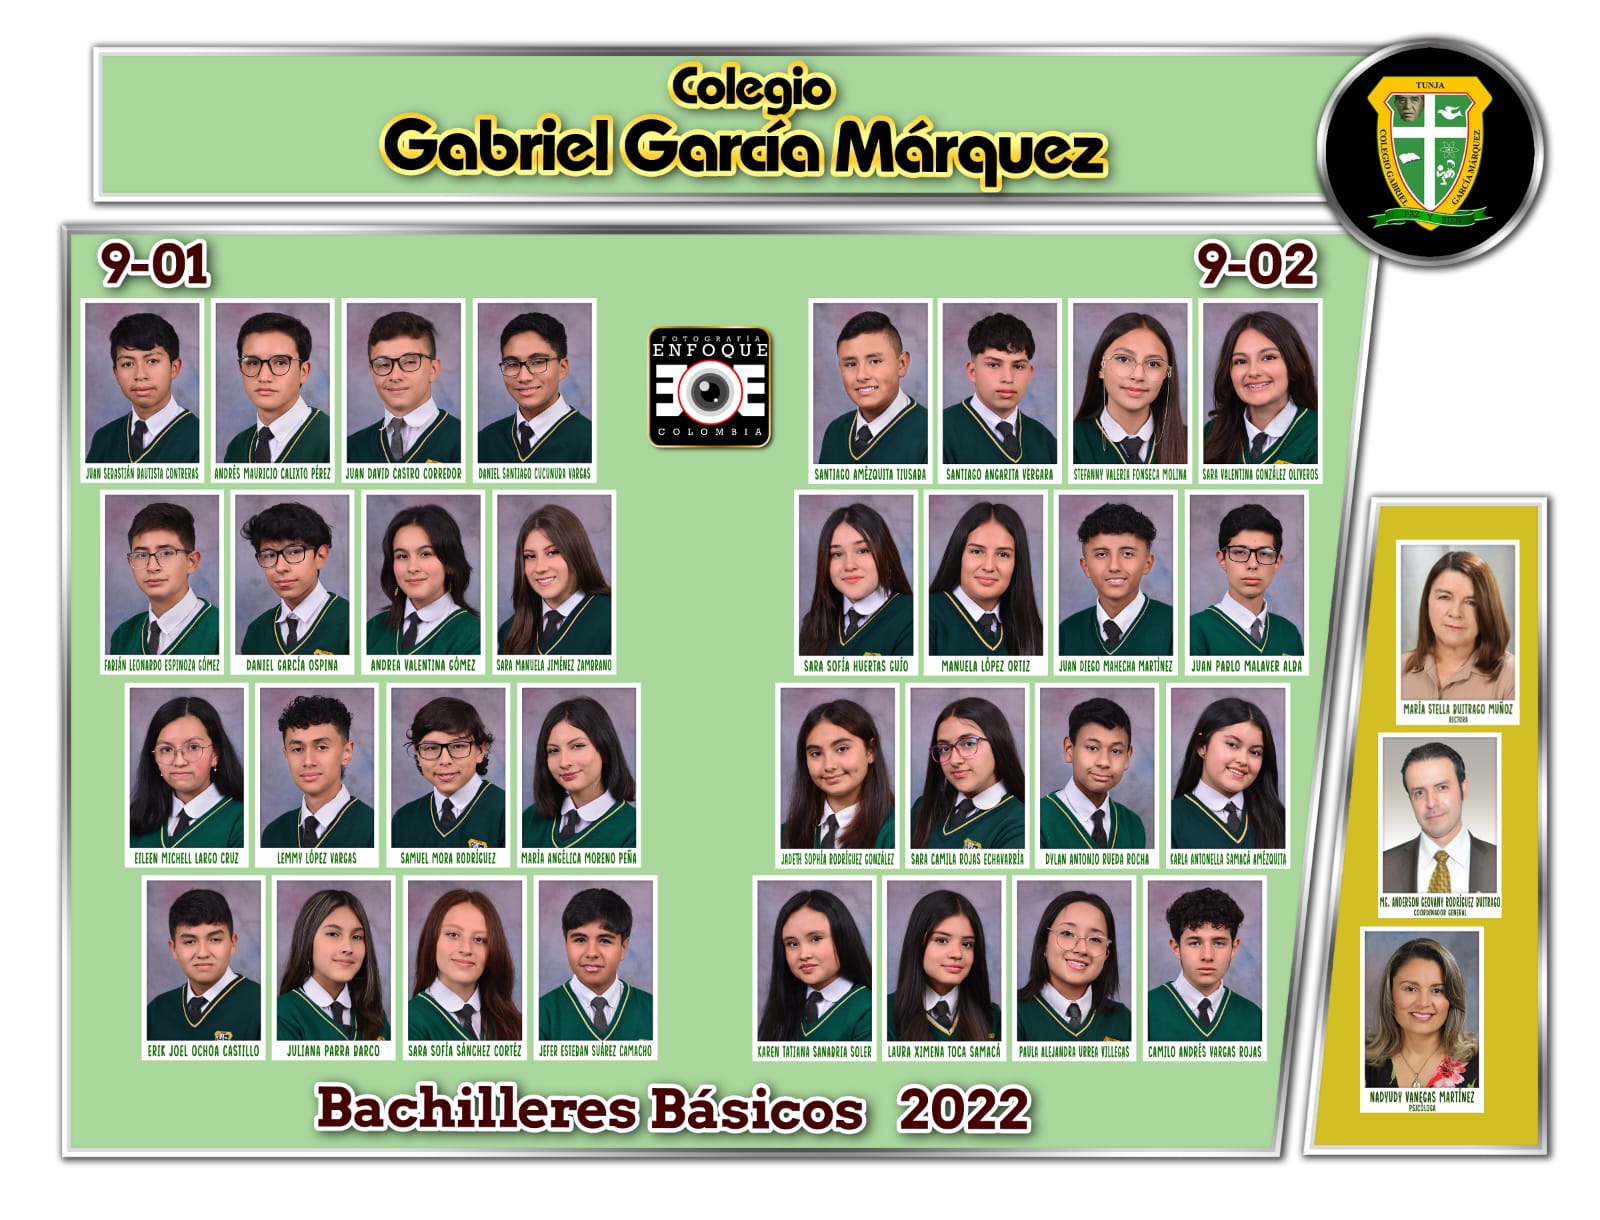 Colegio
Gabriel García Márquez
TUNJA
COLEGIO GABRIEL
GARCÍA MÁRQUEZ
PAZ Y BIEN
9-01
9-02
FOTOGRAFÍA
ENFOQUE
COLOMBIA
JUAN SEBASTIÁN BAUTISTA CONTRERAS
ANDRÉS MAURICIO CALIXTO PÉREZ
JUAN DAVID CASTRO CORREDOR
DANIEL SANTIAGO CUCUNUBA VARGAS
SANTIAGO AMÉZQUITA TIUSABA
SANTIAGO ANGARITA VERGARA
STEFANNY VALERIA FONSECA MOLINA
SARA VALENTINA GONZÁLEZ OLIVEROS
FABIÁN LEONARDO ESPINOZA GÓMEZ
DANIEL GARCÍA OSPINA
ANDREA VALENTINA GÓMEZ
SARA MANUELA JIMÉNEZ ZAMBRANO
SARA SOFÍA HUERTAS GUÍO
MANUELA LÓPEZ ORTIZ
JUAN DIEGO MAHECHA MARTÍNEZ
JUAN PABLO MALAVER ALBA
EILEEN MICHELL LARGO CRUZ
LEMMY LÓPEZ VARGAS
SAMUEL MORA RODRÍGUEZ
MARÍA ANGÉLICA MORENO PEÑA
JADETH SOPHÍA RODRÍGUEZ GONZÁLEZ
SARA CAMILA ROJAS ECHAVARRÍA
DYLAN ANTONIO RUEDA ROCHA
KARLA ANTONELLA SAMACÁ AMÉZQUITA
ERIK JOEL OCHOA CASTILLO
JULIANA PARRA BARCO
SARA SOFÍA SÁNCHEZ CORTÉZ
JEFER ESTEBAN SUÁREZ CAMACHO
KAREN TATIANA SANABRIA SOLER
LAURA XIMENA TOCA SAMACÁ
PAULA ALEJANDRA URREA VILLEGAS
CAMILO ANDRÉS VARGAS ROJAS
MARÍA STELLA BUITRAGO MUÑOZ
RECTORA
MG. ANDERSON GEOVANY RODRÍGUEZ BUITRAGO
COORDENADOR GENERAL
NADYUDY VANEGAS MARTÍNEZ
PSICÓLOGA
Bachilleres Básicos 2022